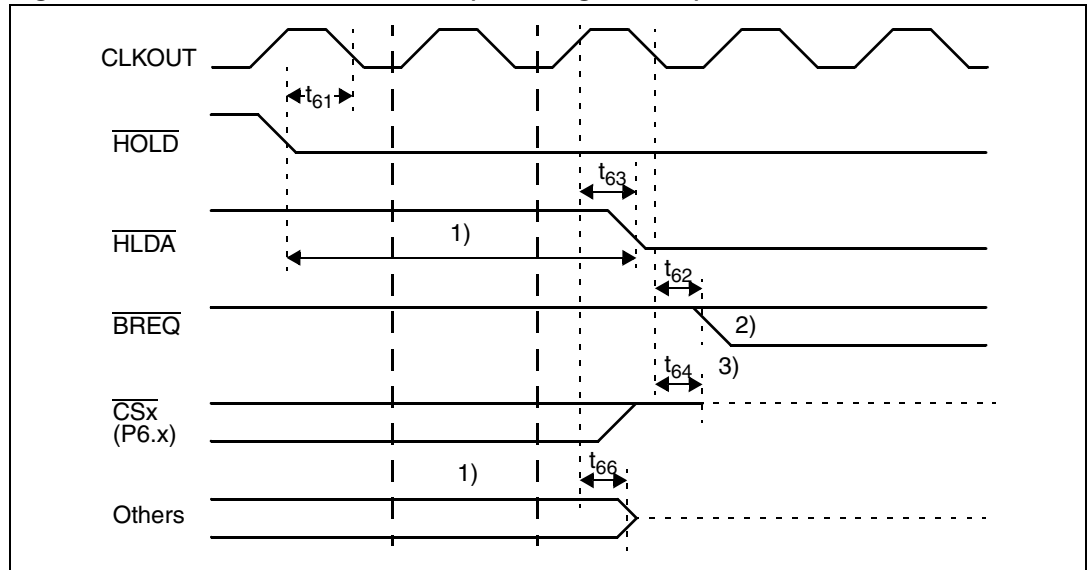 CLKOUT
t61
HOLD
t63
HLDA
1)
t62
BREQ
2)
t64
3)
CSx
(P6.x)
1)
t66
Others